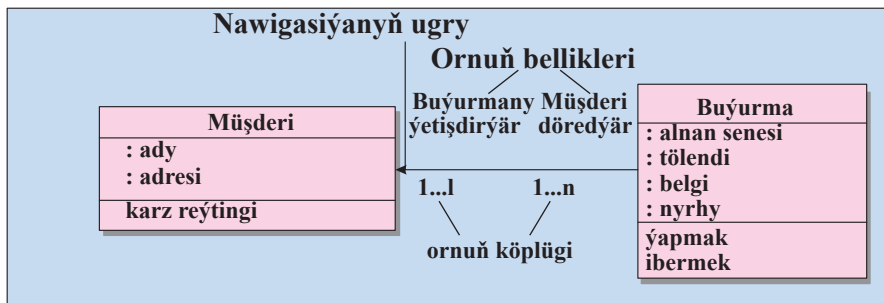 Nawigasiýanyň ugry
Ornuň bellikleri
Buýurmany
ýetişdirýär
Müşderi
döredýär
Müşderi
: ady
: adresi
karz reýtingi
1...l
1...n
ornuň köplügi
Buýurma
: alnan senesi
: tölendi
: belgi
: nyrhy
ýapmak
ibermek